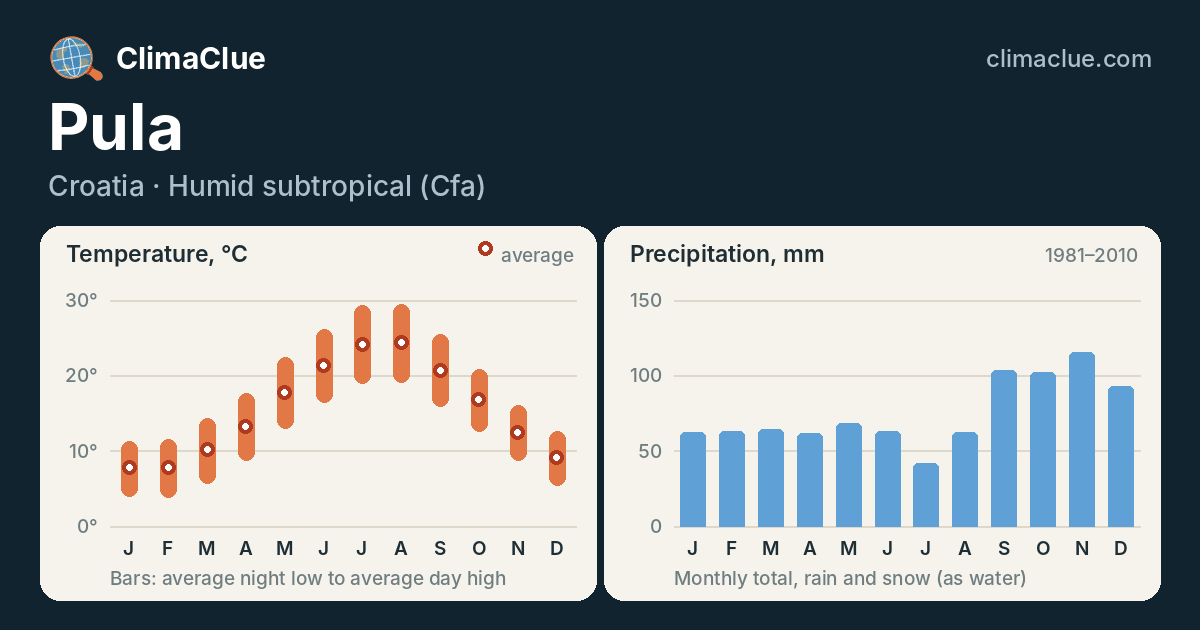 ClimaClue
climaclue.com
Pula
Croatia · Humid subtropical (Cfa)
Temperature, °C
average
30°
20°
10°
0°
J F M A M J J A S O N D
Bars: average night low to average day high
Precipitation, mm
1981–2010
150
100
50
0
J F M A M J J A S O N D
Monthly total, rain and snow (as water)